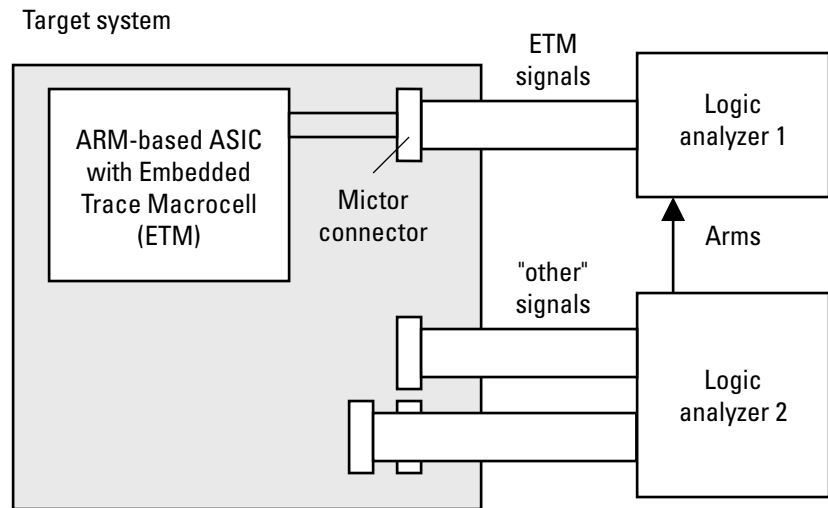 Target system
ETM
signals
Logic
analyzer 1
ARM-based ASIC
with Embedded
Trace Macrocell
(ETM)
Mictor
connector
Arms
"other"
signals
Logic
analyzer 2